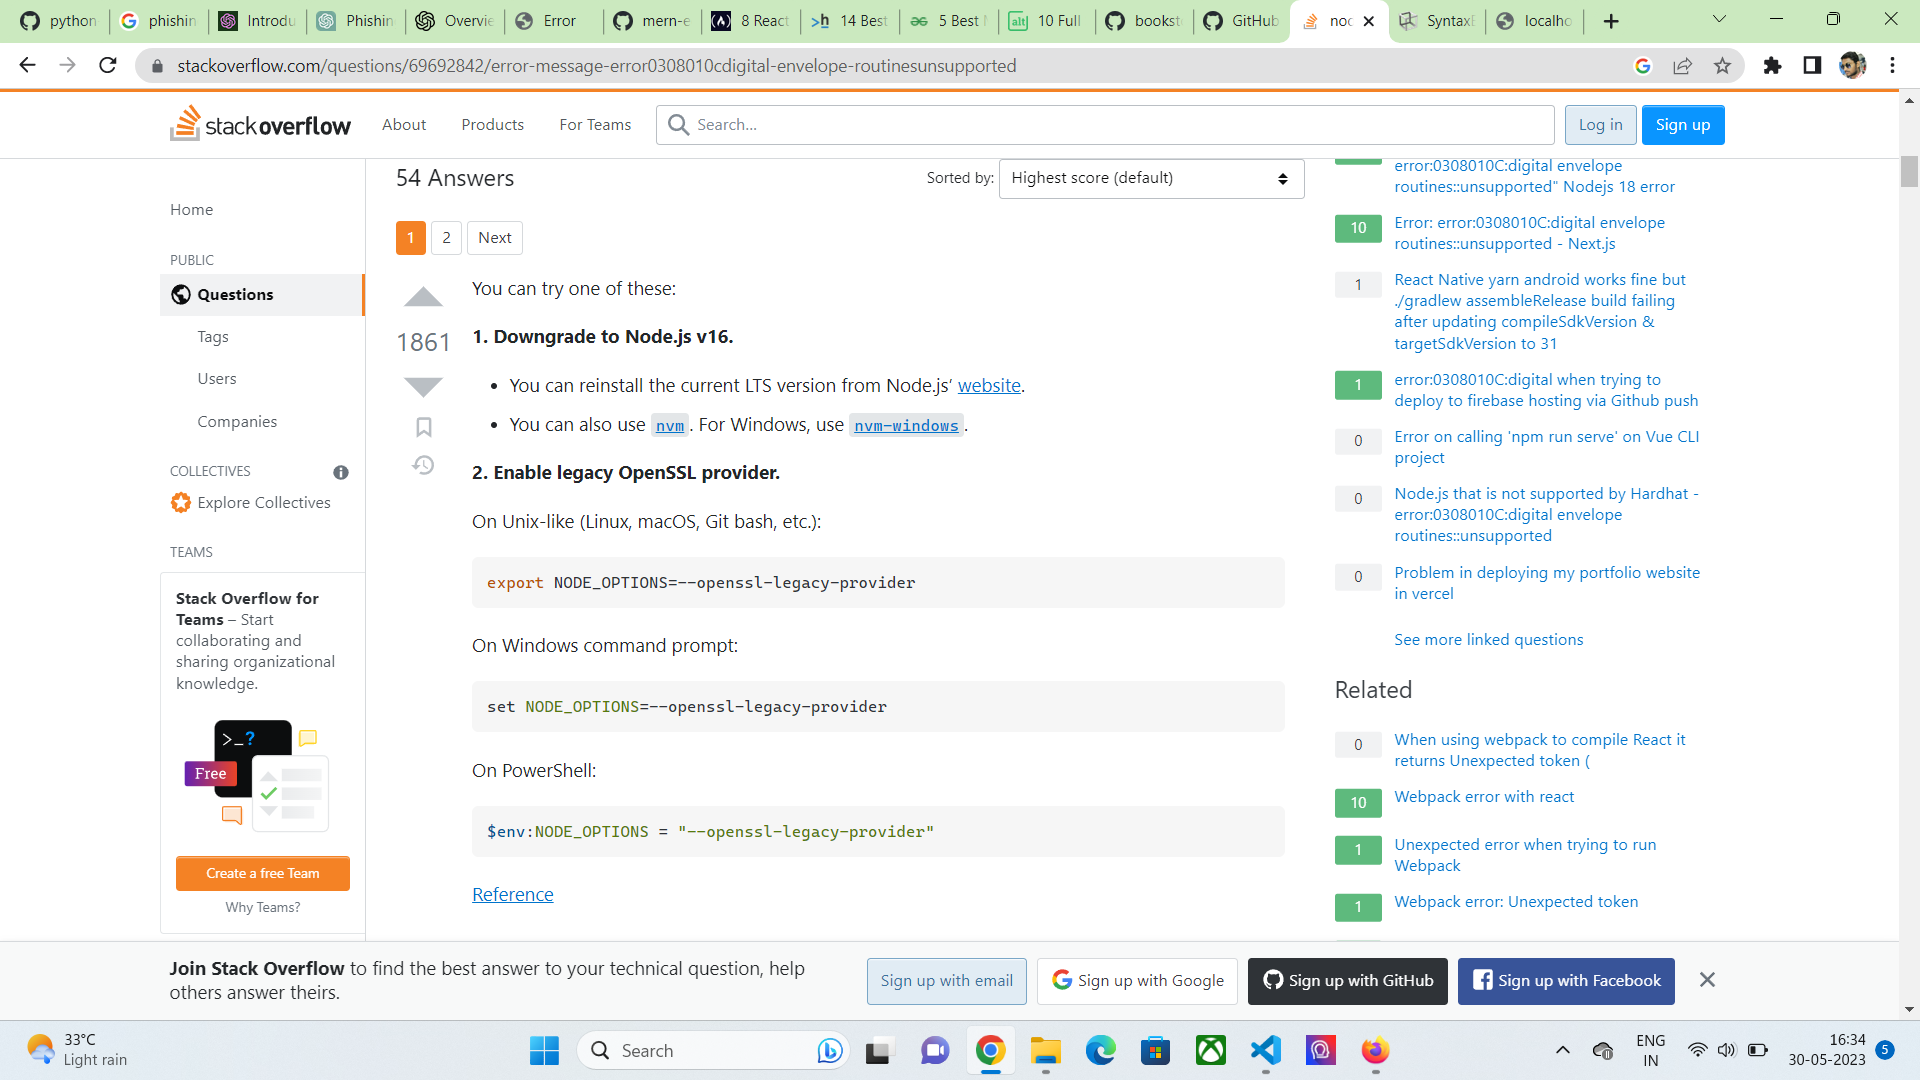 python
phishin
Introdu
Phishin
Overvie
Error
mern-e
8 React
14 Best
5 Best
10 Full
bookst
GitHub
noc
SyntaxE
localho
stackoverflow.com/questions/69692842/error-message-error0308010cdigital-envelope-routinesunsupported
stackoverflow
About
Products
For Teams
Search...
Log in
Sign up
Home
PUBLIC
Questions
Tags
Users
Companies
COLLECTIVES
Explore Collectives
TEAMS
Stack Overflow for
Teams – Start
collaborating and
sharing organizational
knowledge.
>_?
Free
Create a free Team
Why Teams?
54 Answers
Sorted by:
Highest score (default)
1
2
Next
1861
You can try one of these:
1. Downgrade to Node.js v16.
• You can reinstall the current LTS version from Node.js' website.
• You can also use nvm. For Windows, use nvm-windows.
2. Enable legacy OpenSSL provider.
On Unix-like (Linux, macOS, Git bash, etc.):
export NODE_OPTIONS=--openssl-legacy-provider
On Windows command prompt:
set NODE_OPTIONS=--openssl-legacy-provider
On PowerShell:
$env:NODE_OPTIONS = "--openssl-legacy-provider"
Reference
error:0308010C:digital envelope
routines::unsupported" Nodejs 18 error
10
Error: error:0308010C:digital envelope
routines::unsupported - Next.js
1
React Native yarn android works fine but
./gradlew assembleRelease build failing
after updating compileSdkVersion &
targetSdkVersion to 31
1
error:0308010C:digital when trying to
deploy to firebase hosting via Github push
0
Error on calling 'npm run serve' on Vue CLI
project
0
Node.js that is not supported by Hardhat -
error:0308010C:digital envelope
routines::unsupported
0
Problem in deploying my portfolio website
in vercel
See more linked questions
Related
0
When using webpack to compile React it
returns Unexpected token (
10
Webpack error with react
1
Unexpected error when trying to run
Webpack
1
Webpack error: Unexpected token
Join Stack Overflow to find the best answer to your technical question, help
others answer theirs.
Sign up with email
Sign up with Google
Sign up with GitHub
Sign up with Facebook
33°C
Light rain
Search
ENG
IN
16:34
30-05-2023
5